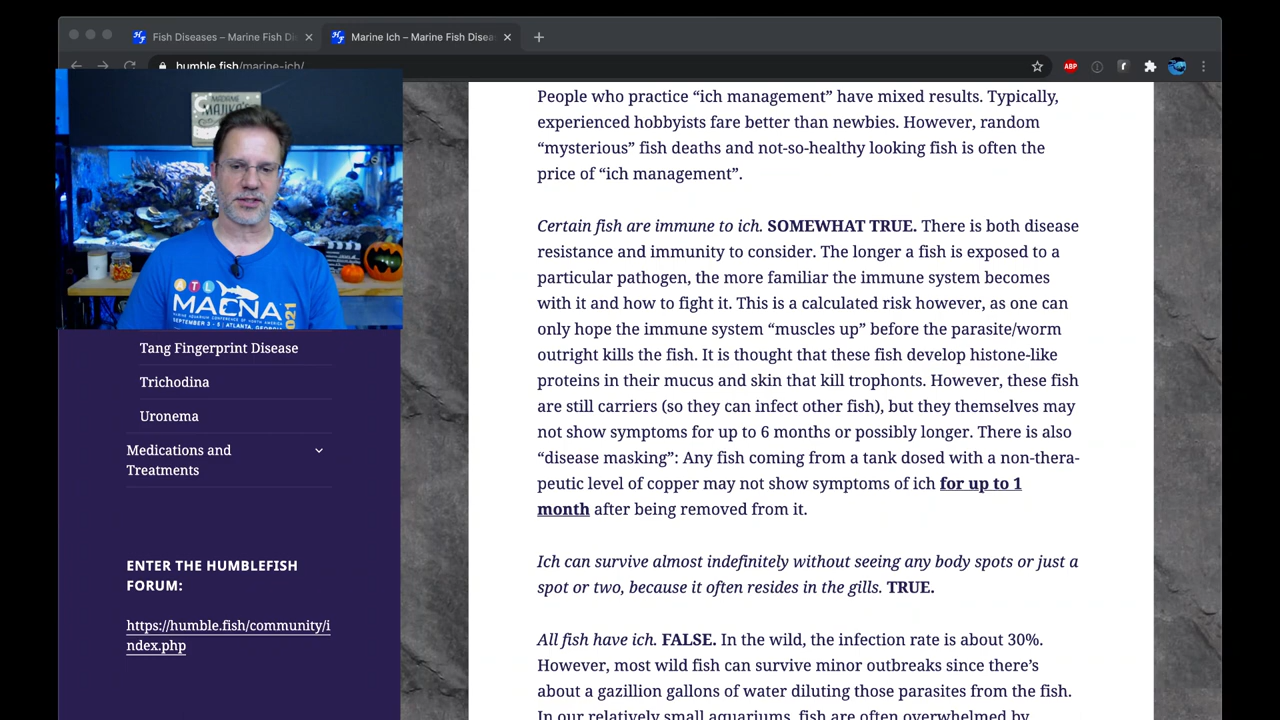 Fish Diseases – Marine Fish Di
Marine Ich – Marine Fish Diseas
humble.fish/marine-ich/
ABP
People who practice “ich management” have mixed results. Typically,
experienced hobbyists fare better than newbies. However, random
“mysterious” fish deaths and not-so-healthy looking fish is often the
price of “ich management”.
Certain fish are immune to ich. SOMEWHAT TRUE. There is both disease
resistance and immunity to consider. The longer a fish is exposed to a
particular pathogen, the more familiar the immune system becomes
with it and how to fight it. This is a calculated risk however, as one can
only hope the immune system “muscles up” before the parasite/worm
outright kills the fish. It is thought that these fish develop histone-like
proteins in their mucus and skin that kill trophonts. However, these fish
are still carriers (so they can infect other fish), but they themselves may
not show symptoms for up to 6 months or possibly longer. There is also
“disease masking”: Any fish coming from a tank dosed with a non-thera-
peutic level of copper may not show symptoms of ich for up to 1
month after being removed from it.
Ich can survive almost indefinitely without seeing any body spots or just a
spot or two, because it often resides in the gills. TRUE.
All fish have ich. FALSE. In the wild, the infection rate is about 30%.
However, most wild fish can survive minor outbreaks since there’s
about a gazillion gallons of water diluting those parasites from the fish.
In our relatively small aquariums, fish are often overwhelmed by
ATL
MACNA
MARINE AQUARIUM CONFERENCE OF NORTH AMERICA
SEPTEMBER 3 - 5 | ATLANTA, GEORGIA
2021
Tang Fingerprint Disease
Trichodina
Uronema
Medications and
Treatments
ENTER THE HUMBLEFISH
FORUM:
https://humble.fish/community/i
ndex.php